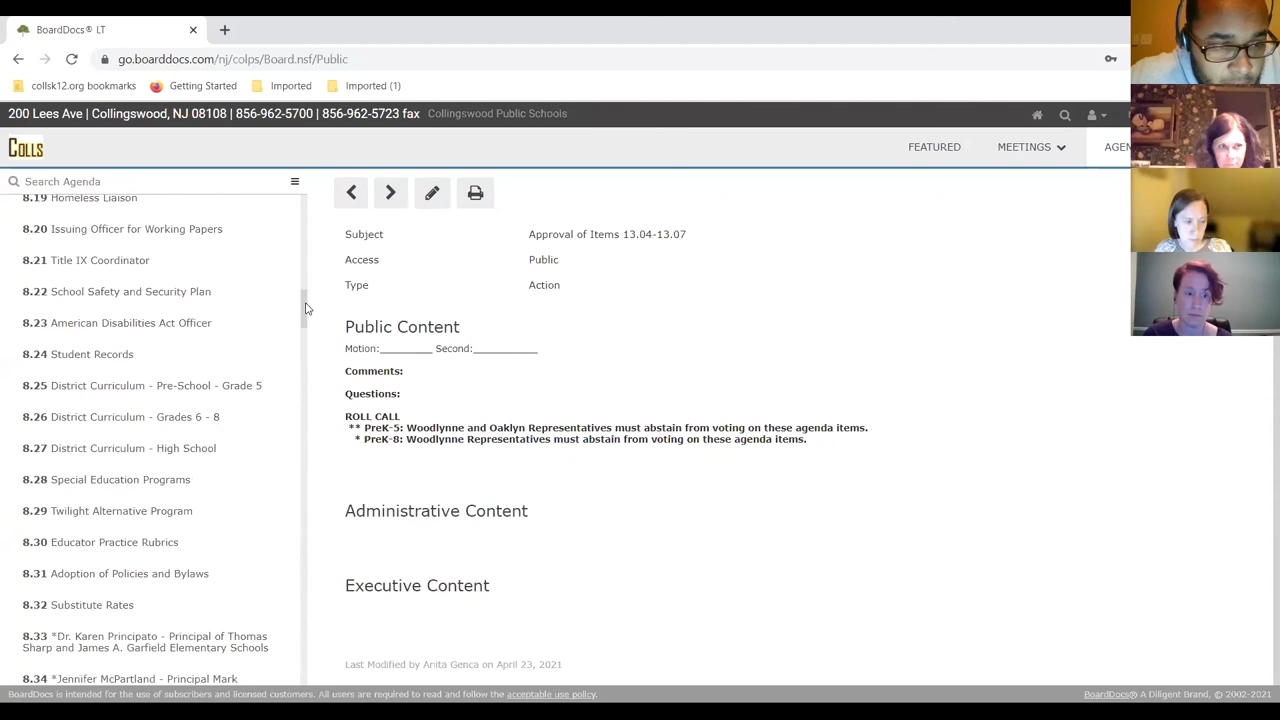 BoardDocs® LT
go.boarddocs.com/nj/colps/Board.nsf/Public
collsk12.org bookmarks
Getting Started
Imported
Imported (1)
200 Lees Ave | Collingswood, NJ 08108 | 856-962-5700 | 856-962-5723 fax
Collingswood Public Schools
COLLS
FEATURED
MEETINGS
AGEN
Search Agenda
8.19 Homeless Liaison
8.20 Issuing Officer for Working Papers
8.21 Title IX Coordinator
8.22 School Safety and Security Plan
8.23 American Disabilities Act Officer
8.24 Student Records
8.25 District Curriculum - Pre-School - Grade 5
8.26 District Curriculum - Grades 6 - 8
8.27 District Curriculum - High School
8.28 Special Education Programs
8.29 Twilight Alternative Program
8.30 Educator Practice Rubrics
8.31 Adoption of Policies and Bylaws
8.32 Substitute Rates
8.33 *Dr. Karen Principato - Principal of Thomas
Sharp and James A. Garfield Elementary Schools
8.34 *Jennifer McPartland - Principal Mark
Subject
Approval of Items 13.04-13.07
Access
Public
Type
Action
Public Content
Motion:_________ Second:___________
Comments:
Questions:
ROLL CALL
** PreK-5: Woodlynne and Oaklyn Representatives must abstain from voting on these agenda items.
* PreK-8: Woodlynne Representatives must abstain from voting on these agenda items.
Administrative Content
Executive Content
Last Modified by Anita Genca on April 23, 2021
BoardDocs is intended for the use of subscribers and licensed customers. All users are required to read and follow the acceptable use policy.
BoardDocs® A Diligent Brand, © 2002-2021